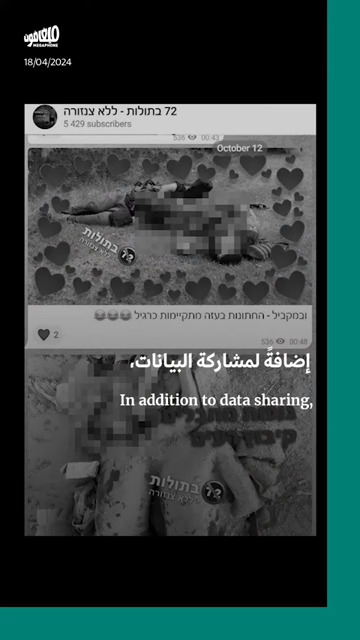 ميغافون
MEGAPHONE
18/04/2024
72 בתולות - ללא צנזורה
5 429 subscribers
536 00:43
October 12
72 בתולות
ללא צנזורה
ובמקביל - החתונות בעזה מתקיימות כרגיל
2
536 00:48
إضافةً لمشاركة البيانات،
In addition to data sharing,
72 בתולות
ללא צנזורה